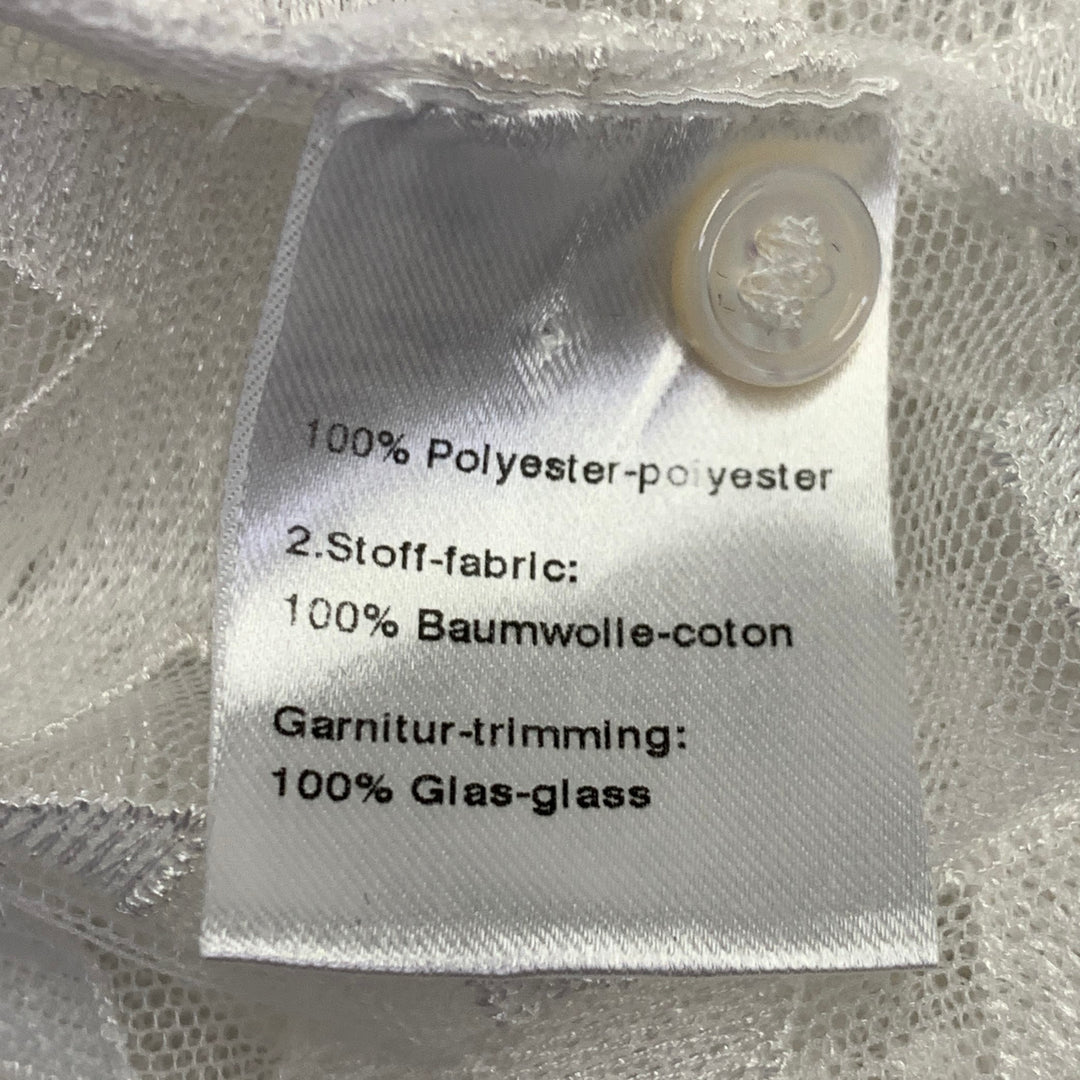 100% Polyester-polyester
2.Stoff-fabric:
100% Baumwolle-coton
Garnitur-trimming:
100% Glas-glass